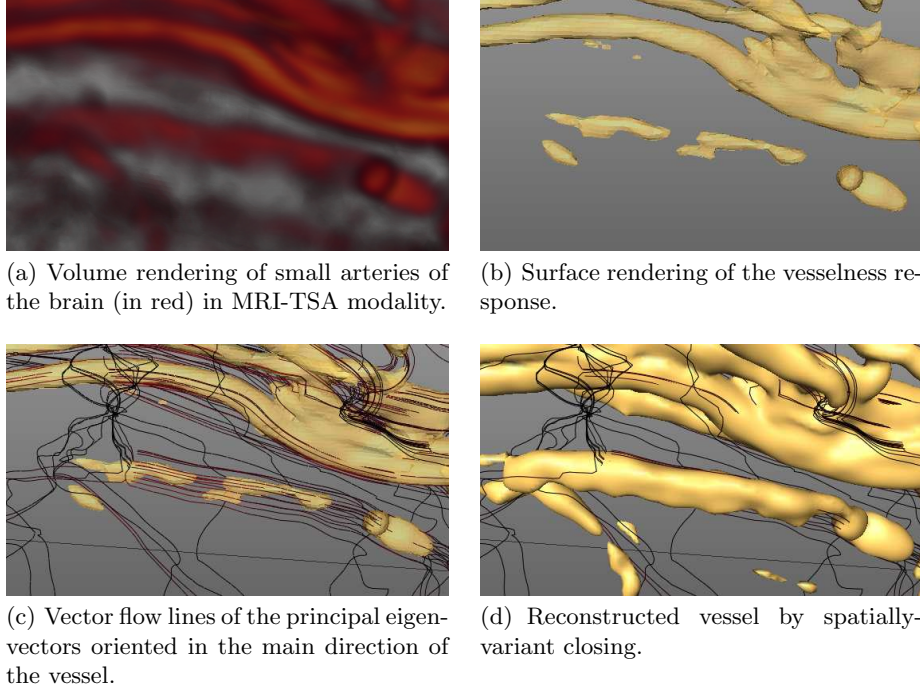 (a) Volume rendering of small arteries of
the brain (in red) in MRI-TSA modality.
(b) Surface rendering of the vesselness re-
sponse.
(c) Vector flow lines of the principal eigen-
vectors oriented in the main direction of
the vessel.
(d) Reconstructed vessel by spatially-
variant closing.